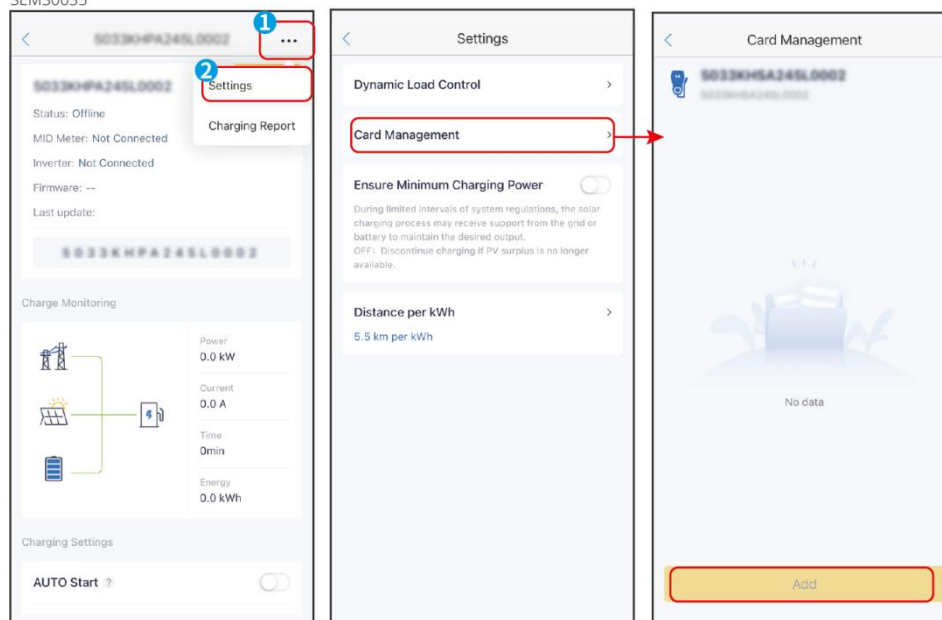 SEMS0035
1
...
2
Settings
Charging Report
Status: Offline
MID Meter: Not Connected
Inverter: Not Connected
Firmware: --
Last update:
Charge Monitoring
Power
0.0 kW
Current
0.0 A
Time
0min
Energy
0.0 kWh
Charging Settings
AUTO Start ?
Settings
Dynamic Load Control
Card Management
Ensure Minimum Charging Power
During limited intervals of system regulations, the solar
charging process may receive support from the grid or
battery to maintain the desired output.
OFF: Discontinue charging if PV surplus is no longer
available.
Distance per kWh
5.5 km per kWh
Card Management
No data
Add